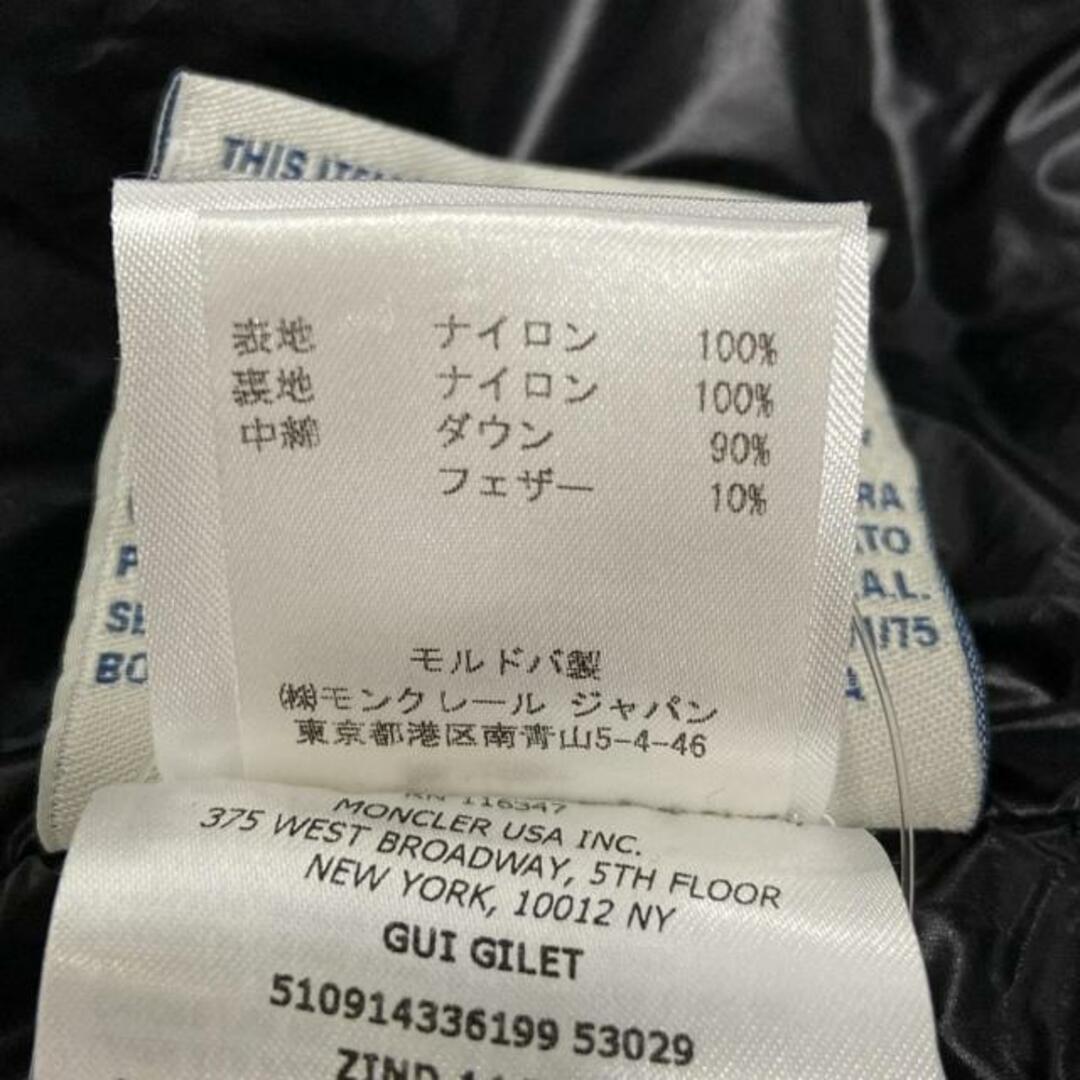 THIS
表地 ナイロン 100%
裏地 ナイロン 100%
中綿 ダウン 90%
フェザー 10%
モルドバ製
(株)モンクレール ジャパン
東京都港区南青山5-4-46
RN 116347
MONCLER USA INC.
375 WEST BROADWAY, 5TH FLOOR
NEW YORK, 10012 NY
GUI GILET
510914336199 53029